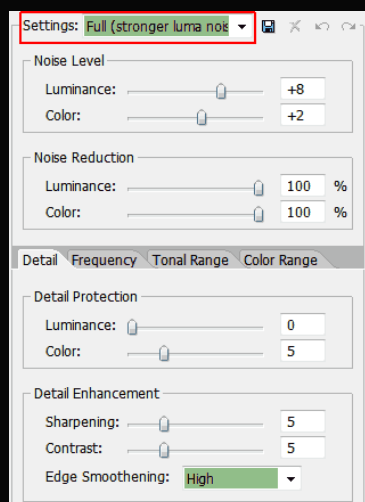 Settings: Full (stronger luma nois
Noise Level
Luminance: +8
Color: +2
Noise Reduction
Luminance: 100 %
Color: 100 %
Detail Frequency Tonal Range Color Range
Detail Protection
Luminance: 0
Color: 5
Detail Enhancement
Sharpening: 5
Contrast: 5
Edge Smoothening: High